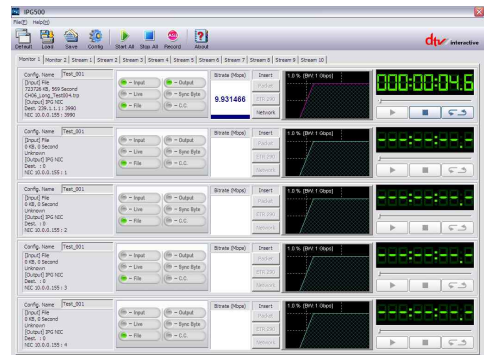 IPG500
File(F) Help(H)
Default Load Save Config Start All Stop All Record About
dtv interactive
Monitor 1 Monitor 2 Stream 1 Stream 2 Stream 3 Stream 4 Stream 5 Stream 6 Stream 7 Stream 8 Stream 9 Stream 10
Config. Name Test_001
[Input] File
723726 KB, 569 Second
CH06_Long_Test004.trp
[Output] IPG NIC
Dest. 239.1.1.1 : 3990
NIC 10.0.0.155 : 3990
- Input - Output
- Live - Sync Byte
- File - C.C.
Bitrate (Mbps)
9.931466
Insert
Packet
ETR 290
Network
1.0 % (BW: 1 Gbps)
000:00:04.6
Config. Name Test_001
[Input] File
0 KB, 0 Second
Unknown
[Output] IPG NIC
Dest. : 0
NIC 10.0.0.155 : 1
- Input - Output
- Live - Sync Byte
- File - C.C.
Bitrate (Mbps)
Insert
Packet
ETR 290
Network
1.0 % (BW: 1 Gbps)
---:--:--.-
Config. Name Test_001
[Input] File
0 KB, 0 Second
Unknown
[Output] IPG NIC
Dest. : 0
NIC 10.0.0.155 : 2
- Input - Output
- Live - Sync Byte
- File - C.C.
Bitrate (Mbps)
Insert
Packet
ETR 290
Network
1.0 % (BW: 1 Gbps)
---:--:--.-
Config. Name Test_001
[Input] File
0 KB, 0 Second
Unknown
[Output] IPG NIC
Dest. : 0
NIC 10.0.0.155 : 3
- Input - Output
- Live - Sync Byte
- File - C.C.
Bitrate (Mbps)
Insert
Packet
ETR 290
Network
1.0 % (BW: 1 Gbps)
---:--:--.-
Config. Name Test_001
[Input] File
0 KB, 0 Second
Unknown
[Output] IPG NIC
Dest. : 0
NIC 10.0.0.155 : 4
- Input - Output
- Live - Sync Byte
- File - C.C.
Bitrate (Mbps)
Insert
Packet
ETR 290
Network
1.0 % (BW: 1 Gbps)
---:--:--.-